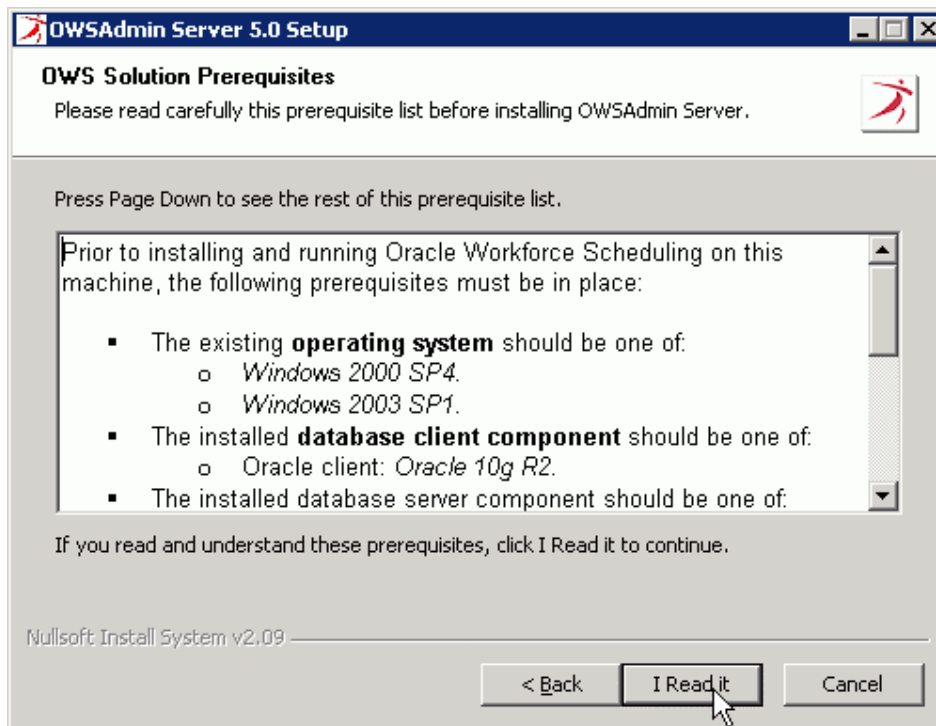 OWSAdmin Server 5.0 Setup
OWS Solution Prerequisites
Please read carefully this prerequisite list before installing OWSAdmin Server.
Press Page Down to see the rest of this prerequisite list.
Prior to installing and running Oracle Workforce Scheduling on this
machine, the following prerequisites must be in place:
▪ The existing operating system should be one of:
o Windows 2000 SP4.
o Windows 2003 SP1.
▪ The installed database client component should be one of:
o Oracle client: Oracle 10g R2.
▪ The installed database server component should be one of:
If you read and understand these prerequisites, click I Read it to continue.
Nullsoft Install System v2.09
< Back
I Read it
Cancel